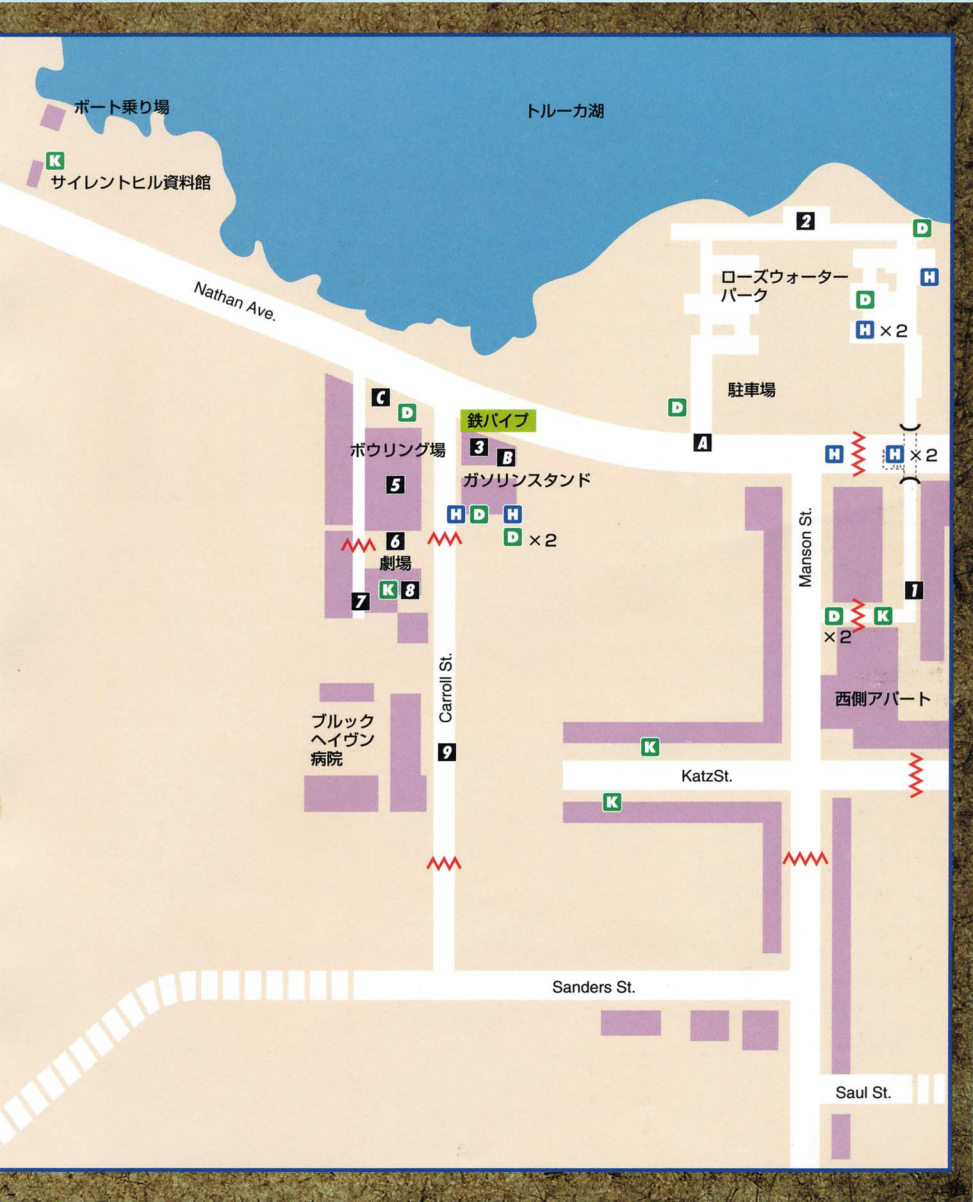 ボート乗り場
トルーカ湖
K
サイレントヒル資料館
2
D
ローズウォーター
パーク
H
D
H ×2
Nathan Ave.
駐車場
C
D
鉄パイプ
D
A
3
B
ボウリング場
H
H ×2
5
ガソリンスタンド
H
D
H
D ×2
6
劇場
Manson St.
K
8
7
1
D
×2
K
Carroll St.
西側アパート
ブルック
ヘイヴン
病院
9
K
KatzSt.
K
Sanders St.
Saul St.